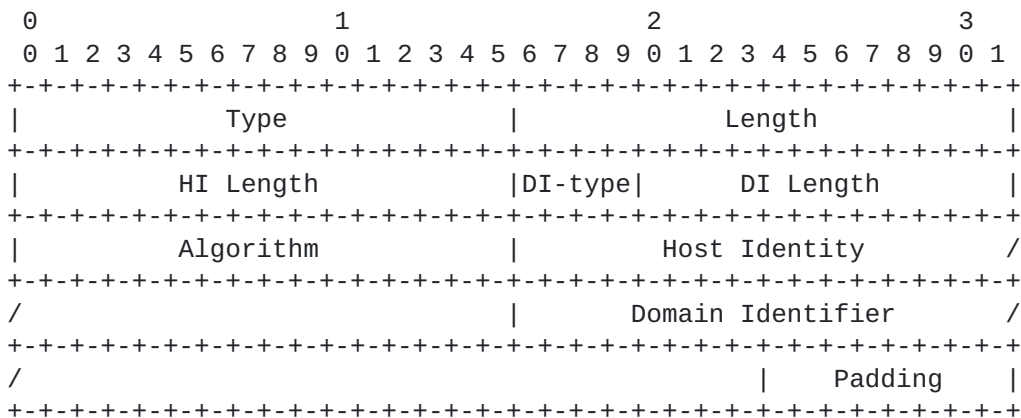 0                   1                   2                   3
 0 1 2 3 4 5 6 7 8 9 0 1 2 3 4 5 6 7 8 9 0 1 2 3 4 5 6 7 8 9 0 1
+-+-+-+-+-+-+-+-+-+-+-+-+-+-+-+-+-+-+-+-+-+-+-+-+-+-+-+-+-+-+-+-+
|             Type              |             Length            |
+-+-+-+-+-+-+-+-+-+-+-+-+-+-+-+-+-+-+-+-+-+-+-+-+-+-+-+-+-+-+-+-+
|          HI Length            |DI-type|      DI Length        |
+-+-+-+-+-+-+-+-+-+-+-+-+-+-+-+-+-+-+-+-+-+-+-+-+-+-+-+-+-+-+-+-+
|          Algorithm            |         Host Identity         /
+-+-+-+-+-+-+-+-+-+-+-+-+-+-+-+-+-+-+-+-+-+-+-+-+-+-+-+-+-+-+-+-+
/                               |       Domain Identifier       /
+-+-+-+-+-+-+-+-+-+-+-+-+-+-+-+-+-+-+-+-+-+-+-+-+-+-+-+-+-+-+-+-+
/                                               |    Padding    |
+-+-+-+-+-+-+-+-+-+-+-+-+-+-+-+-+-+-+-+-+-+-+-+-+-+-+-+-+-+-+-+-+